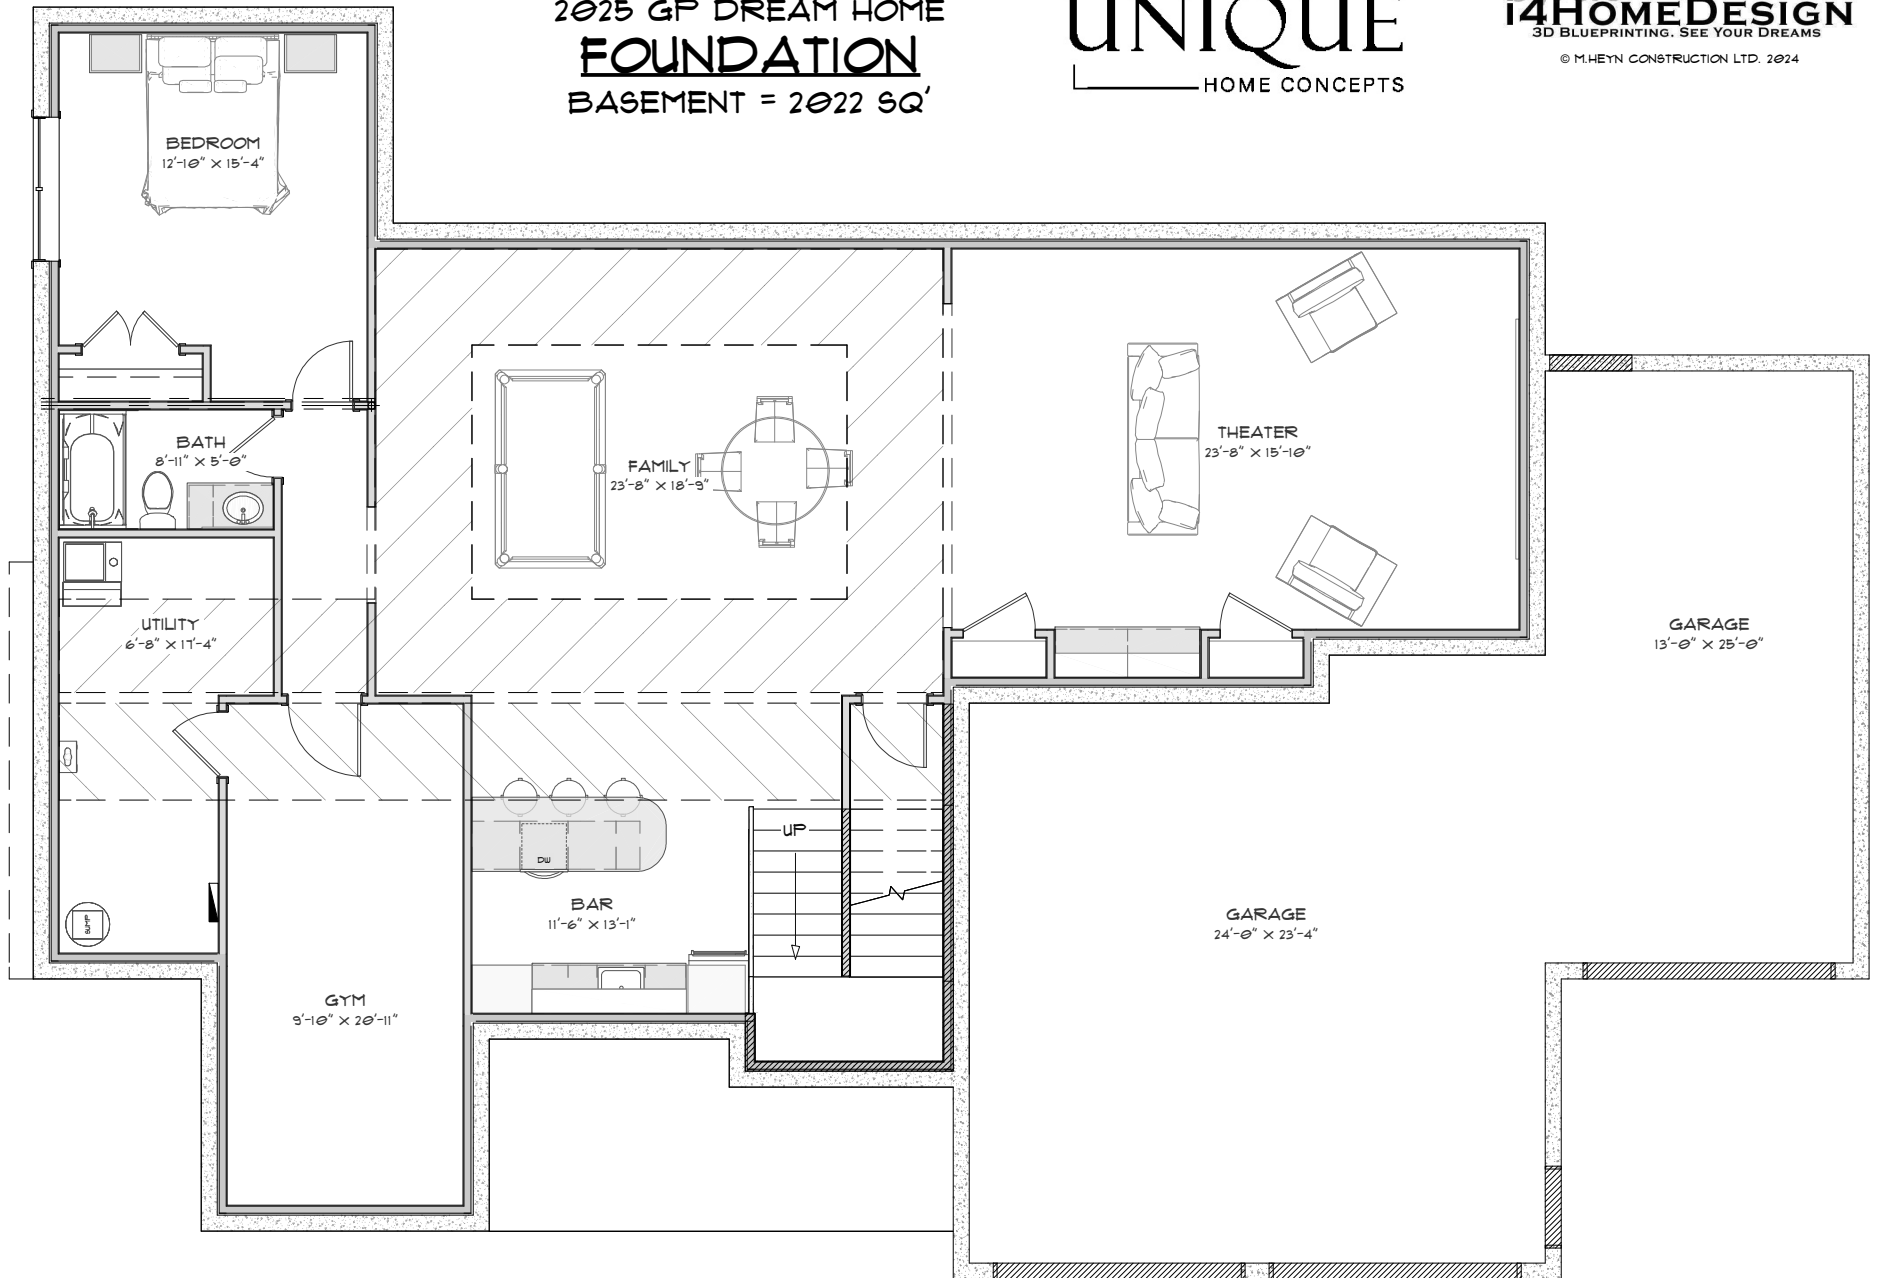 2025 GP DREAM HOME
FOUNDATION
BASEMENT = 2022 SQ'
UNIQUE
HOME CONCEPTS
i4HOMEDESIGN
3D BLUEPRINTING. SEE YOUR DREAMS
© M.HEYN CONSTRUCTION LTD. 2024
BEDROOM
12'-10" X 15'-4"
BATH
8'-11" X 5'-0"
FAMILY
23'-8" X 18'-9"
THEATER
23'-8" X 15'-10"
UTILITY
6'-8" X 17'-4"
GARAGE
13'-0" X 25'-0"
UP
DW
BAR
11'-6" X 13'-1"
GARAGE
24'-0" X 23'-4"
SUMP
GYM
9'-10" X 20'-11"